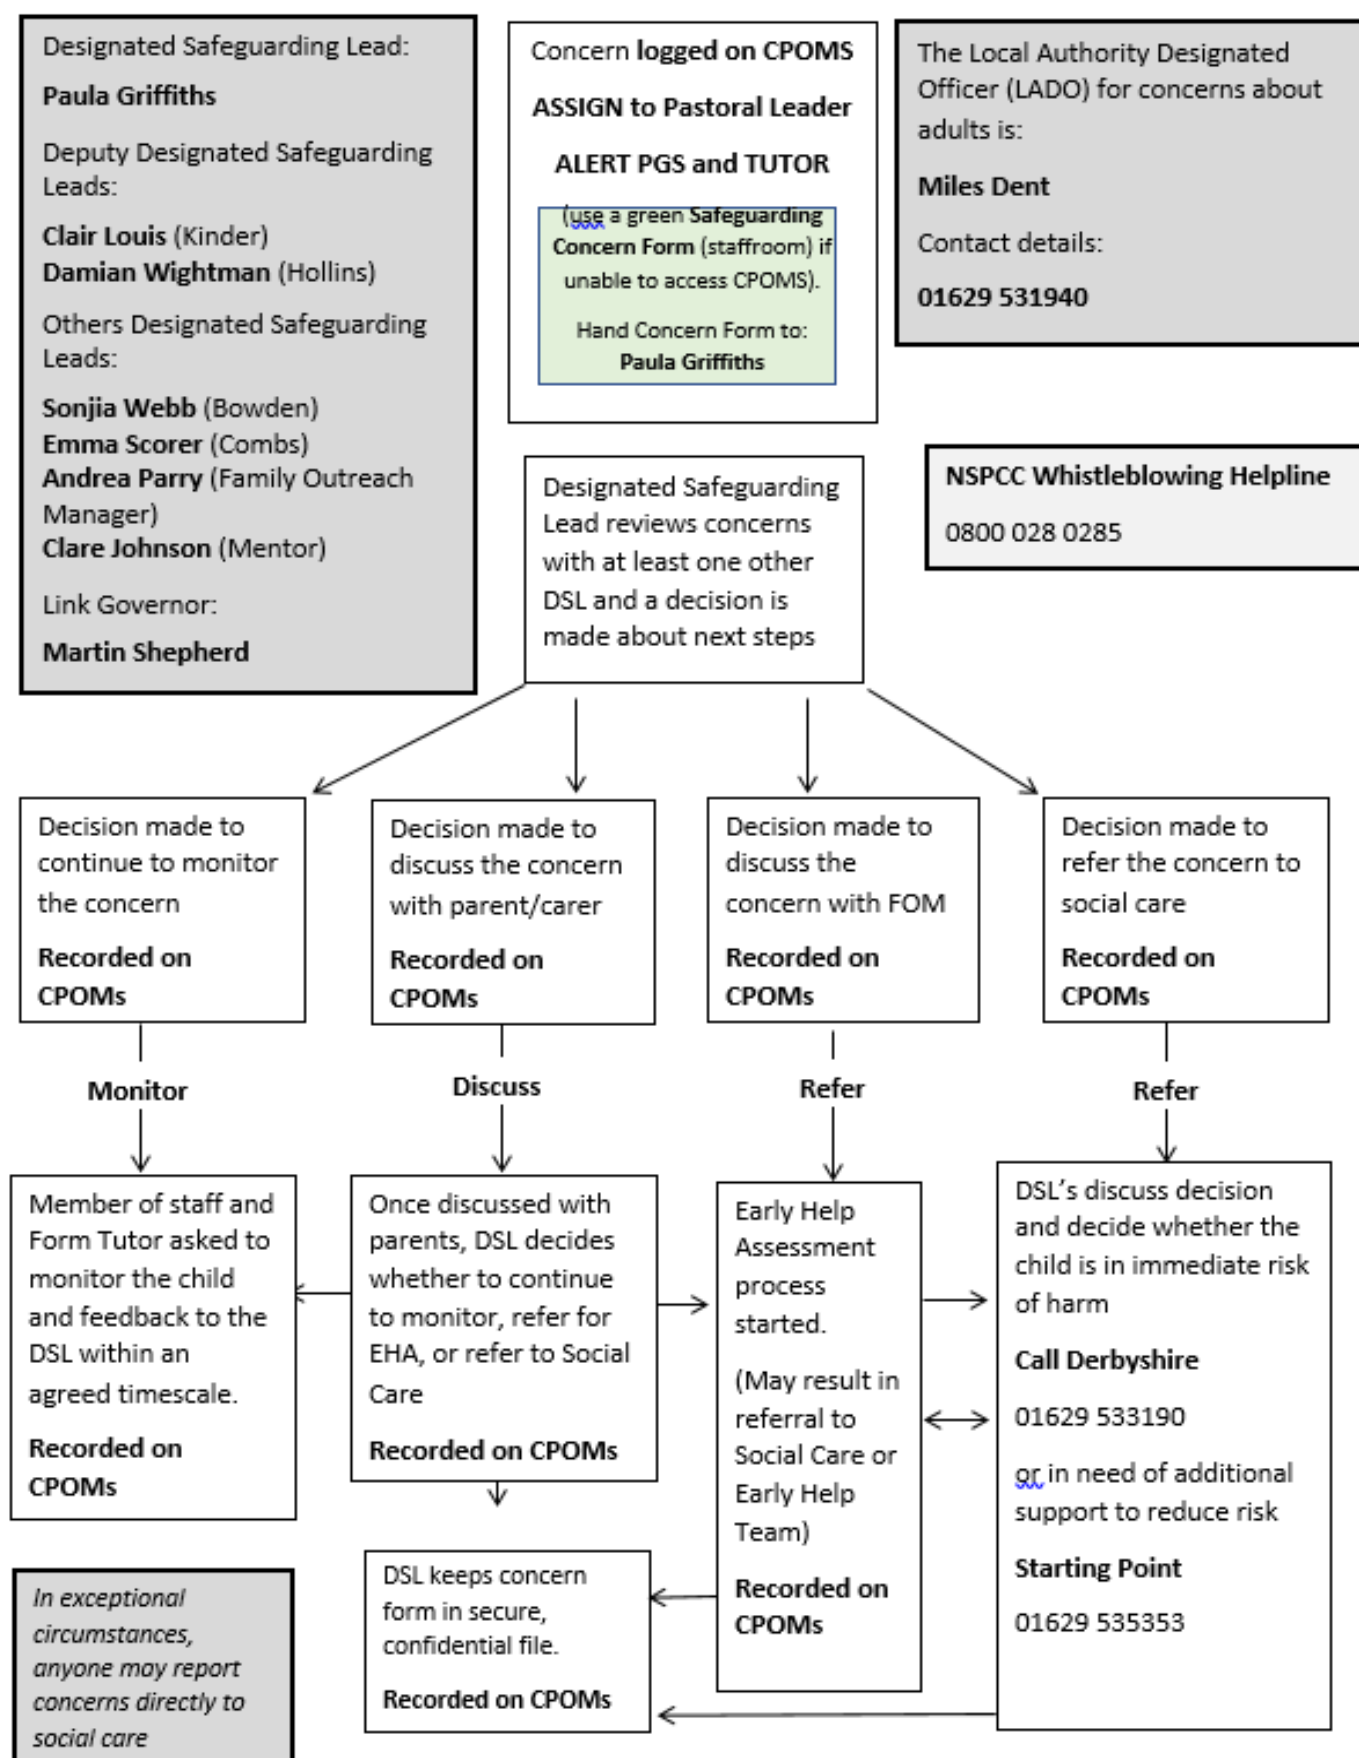 Designated Safeguarding Lead:
Paula Griffiths
Deputy Designated Safeguarding
Leads:
Clair Louis (Kinder)
Damian Wightman (Hollins)
Others Designated Safeguarding
Leads:
Sonjia Webb (Bowden)
Emma Scorer (Combs)
Andrea Parry (Family Outreach
Manager)
Clare Johnson (Mentor)
Link Governor:
Martin Shepherd
Concern logged on CPOMS
ASSIGN to Pastoral Leader
ALERT PGS and TUTOR
(use a green Safeguarding
Concern Form (staffroom) if
unable to access CPOMS).
Hand Concern Form to:
Paula Griffiths
The Local Authority Designated
Officer (LADO) for concerns about
adults is:
Miles Dent
Contact details:
01629 531940
NSPCC Whistleblowing Helpline
0800 028 0285
Designated Safeguarding
Lead reviews concerns
with at least one other
DSL and a decision is
made about next steps
Decision made to
continue to monitor
the concern
Recorded on
CPOMs
Decision made to
discuss the concern
with parent/carer
Recorded on
CPOMs
Decision made to
discuss the
concern with FOM
Recorded on
CPOMs
Decision made to
refer the concern to
social care
Recorded on
CPOMs
Monitor
Discuss
Refer
Refer
Member of staff and
Form Tutor asked to
monitor the child
and feedback to the
DSL within an
agreed timescale.
Recorded on
CPOMs
Once discussed with
parents, DSL decides
whether to continue
to monitor, refer for
EHA, or refer to Social
Care
Recorded on CPOMs
Early Help
Assessment
process
started.
(May result in
referral to
Social Care or
Early Help
Team)
Recorded on
CPOMs
DSL's discuss decision
and decide whether the
child is in immediate risk
of harm
Call Derbyshire
01629 533190
or in need of additional
support to reduce risk
Starting Point
01629 535353
In exceptional
circumstances,
anyone may report
concerns directly to
social care
DSL keeps concern
form in secure,
confidential file.
Recorded on CPOMs